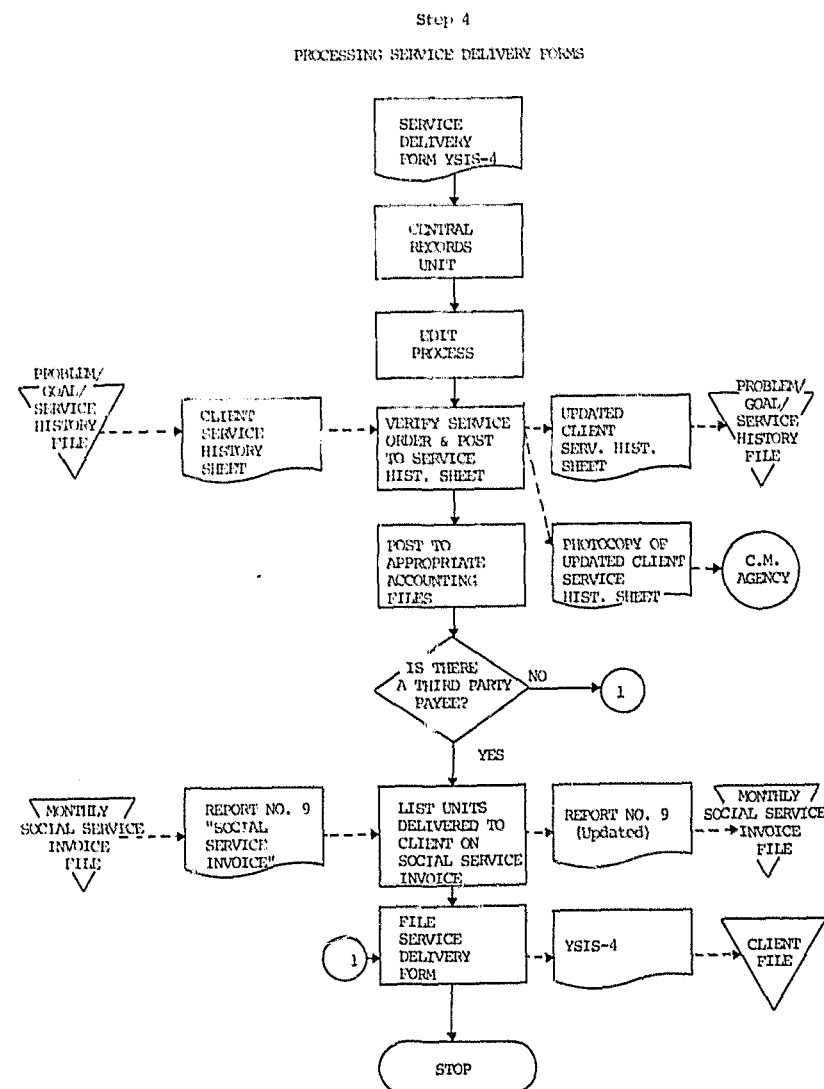 Step 4
PROCESSING SERVICE DELIVERY FORMS
SERVICE
DELIVERY
FORM YSIS-4
CENTRAL
RECORDS
UNIT
EDIT
PROCESS
PROBLEM/
GOAL/
SERVICE
HISTORY
FILE
CLIENT
SERVICE
HISTORY
SHEET
VERIFY SERVICE
ORDER & POST
TO SERVICE
HIST. SHEET
UPDATED
CLIENT
SERV. HIST.
SHEET
PROBLEM/
GOAL/
SERVICE
HISTORY
FILE
POST TO
APPROPRIATE
ACCOUNTING
FILES
PHOTOCOPY OF
UPDATED CLIENT
SERVICE
HIST. SHEET
C.M.
AGENCY
IS THERE
A THIRD PARTY
PAYEE?
NO
1
YES
MONTHLY
SOCIAL SERVICE
INVOICE
FILE
REPORT NO. 9
"SOCIAL
SERVICE
INVOICE"
LIST UNITS
DELIVERED TO
CLIENT ON
SOCIAL SERVICE
INVOICE
REPORT NO. 9
(Updated)
MONTHLY
SOCIAL SERVICE
INVOICE
FILE
1
FILE
SERVICE
DELIVERY
FORM
YSIS-4
CLIENT
FILE
STOP